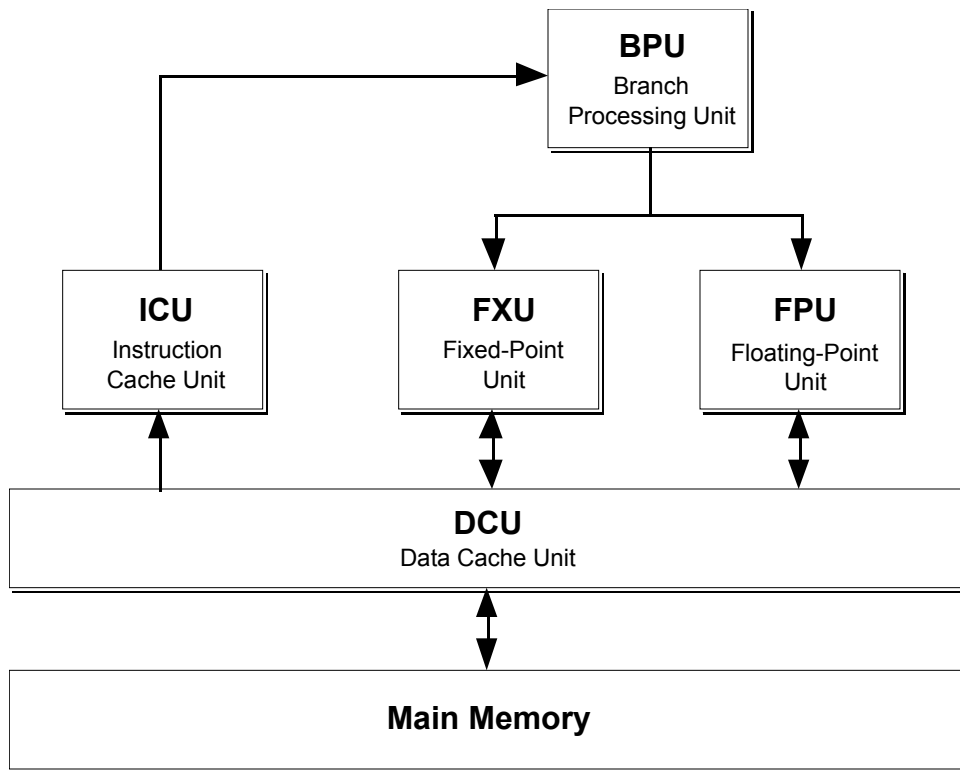 BPU
Branch
Processing Unit
ICU
Instruction
Cache Unit
FXU
Fixed-Point
Unit
FPU
Floating-Point
Unit
DCU
Data Cache Unit
Main Memory